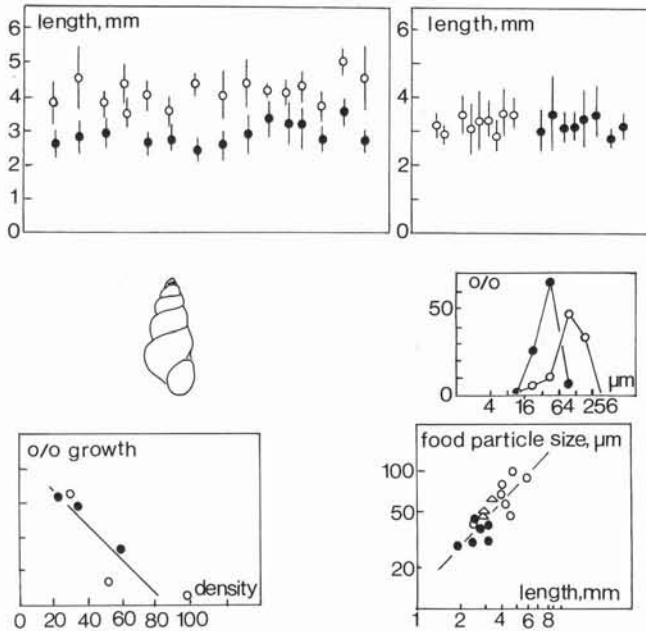 length, mm
6
5
4
3
2
1
0
length, mm
6
4
2
0
o/o
50
0
4 16 64 256
µm
o/o growth
density
0 20 40 60 80 100
food particle size, µm
100
50
20
length, mm
1 2 4 6 8